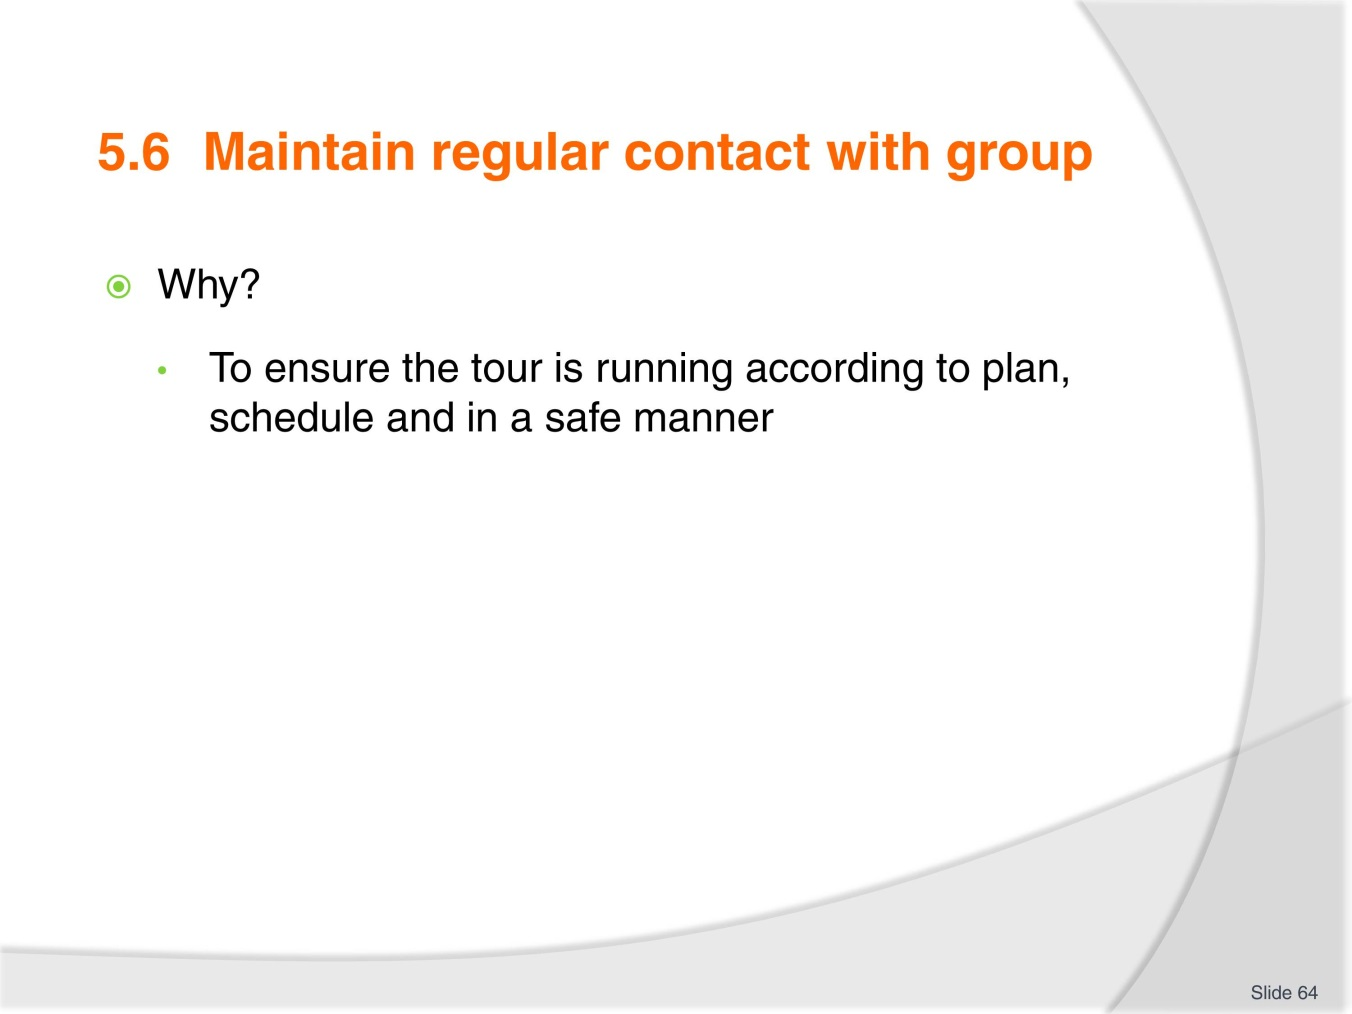 5.6 Maintain regular contact with group
Why?
• To ensure the tour is running according to plan,
schedule and in a safe manner
Slide 64